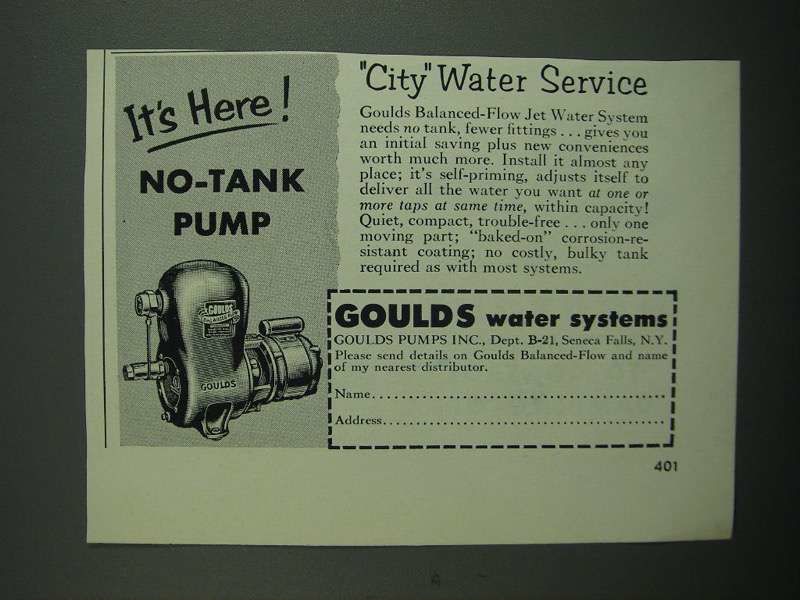 It's Here!
NO-TANK
PUMP
GOULDS
GOULDS
"City" Water Service
Goulds Balanced-Flow Jet Water System
needs no tank, fewer fittings . . . gives you
an initial saving plus new conveniences
worth much more. Install it almost any
place; it's self-priming, adjusts itself to
deliver all the water you want at one or
more taps at same time, within capacity!
Quiet, compact, trouble-free . . . only one
moving part; "baked-on" corrosion-re-
sistant coating; no costly, bulky tank
required as with most systems.
GOULDS water systems
GOULDS PUMPS INC., Dept. B-21, Seneca Falls, N.Y.
Please send details on Goulds Balanced-Flow and name
of my nearest distributor.
Name..................................................
Address................................................
401